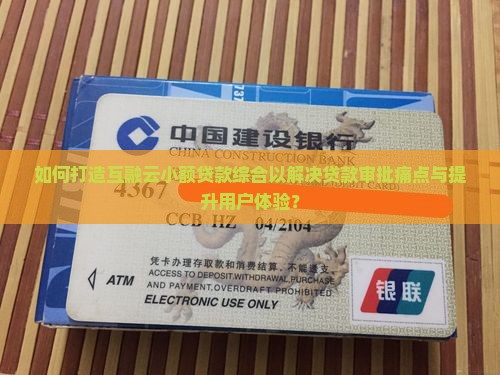 中国建设银行
CHINA CONSTRUCTION BANK
如何打造互融云小额贷款综合以解决贷款审批痛点与提
升用户体验？
4367
CCB HZ 04/2104
凭卡办理存取款和消费结算，不能透支。
ACCESS TO DEPOSIT.WITHDRAWAL.PURCHASE
AND PAYMENT.OVERDRAFT PROHIBITED.
ATM
ELECTRONIC USE ONLY
银联